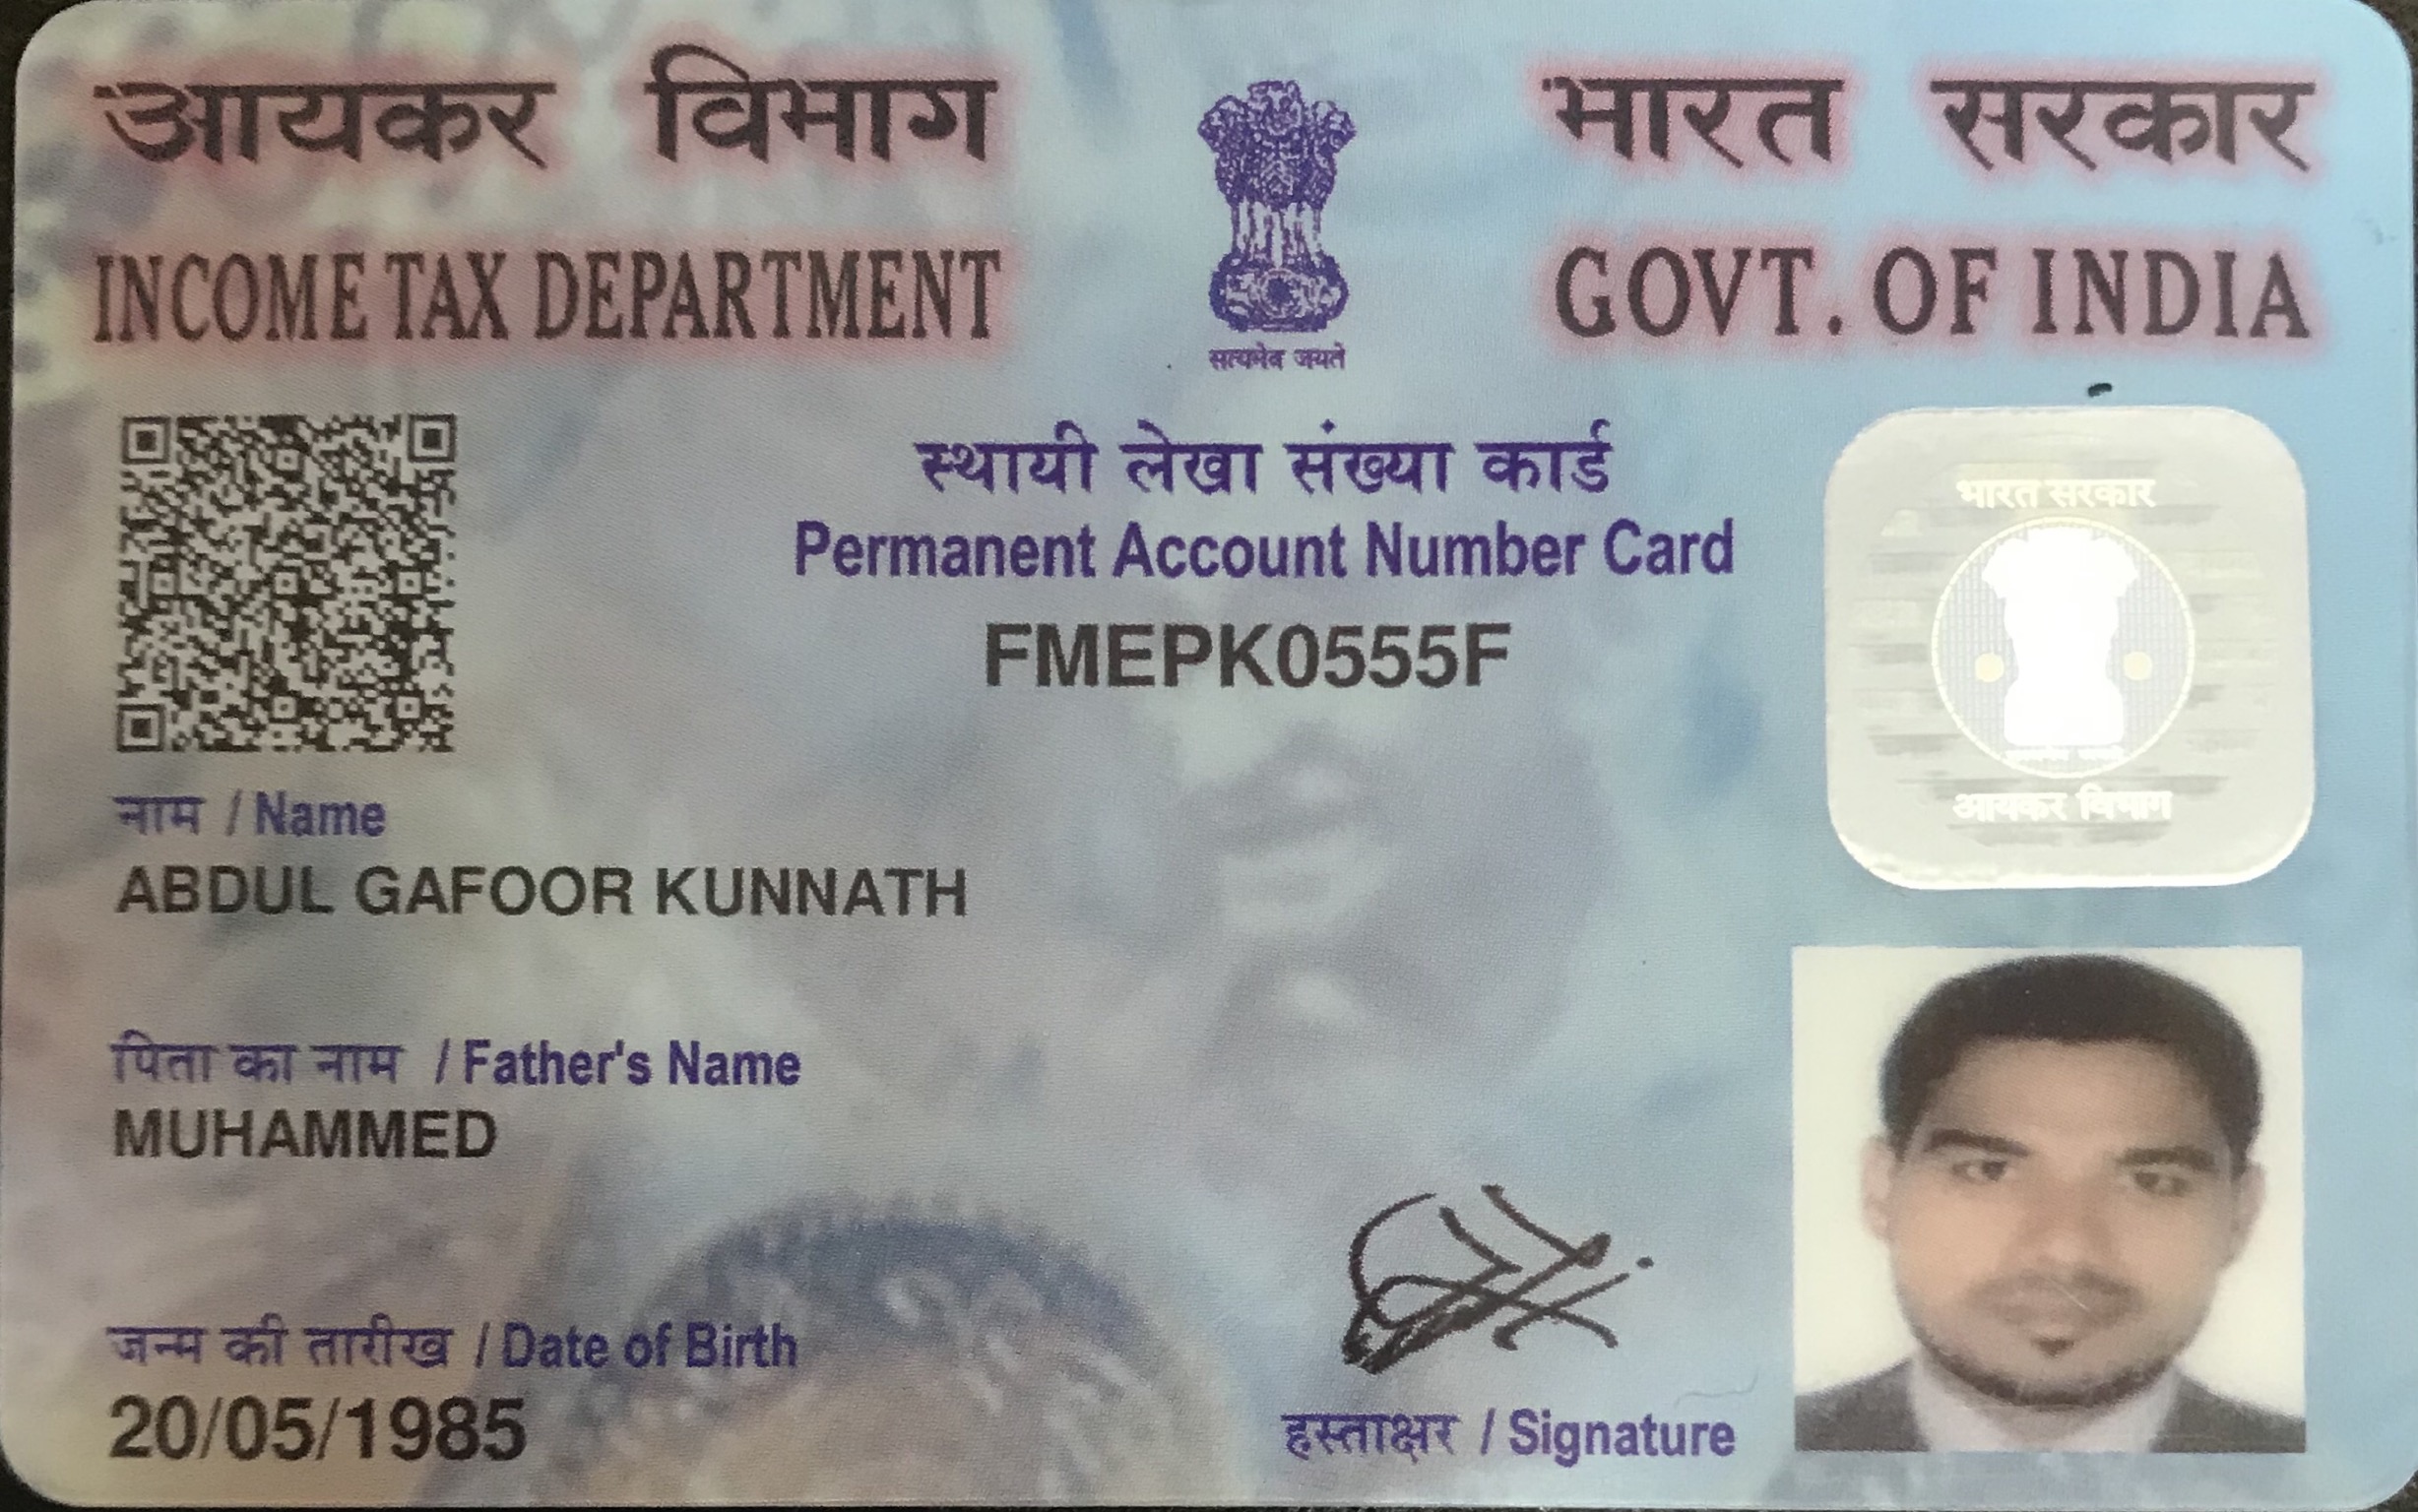 आयकर विभाग
INCOME TAX DEPARTMENT
सत्यमेव जयते
भारत सरकार
GOVT. OF INDIA
स्थायी लेखा संख्या कार्ड
Permanent Account Number Card
FMEPK0555F
भारत सरकार
आयकर विभाग
नाम / Name
ABDUL GAFOOR KUNNATH
पिता का नाम / Father's Name
MUHAMMED
जन्म की तारीख / Date of Birth
20/05/1985
हस्ताक्षर / Signature